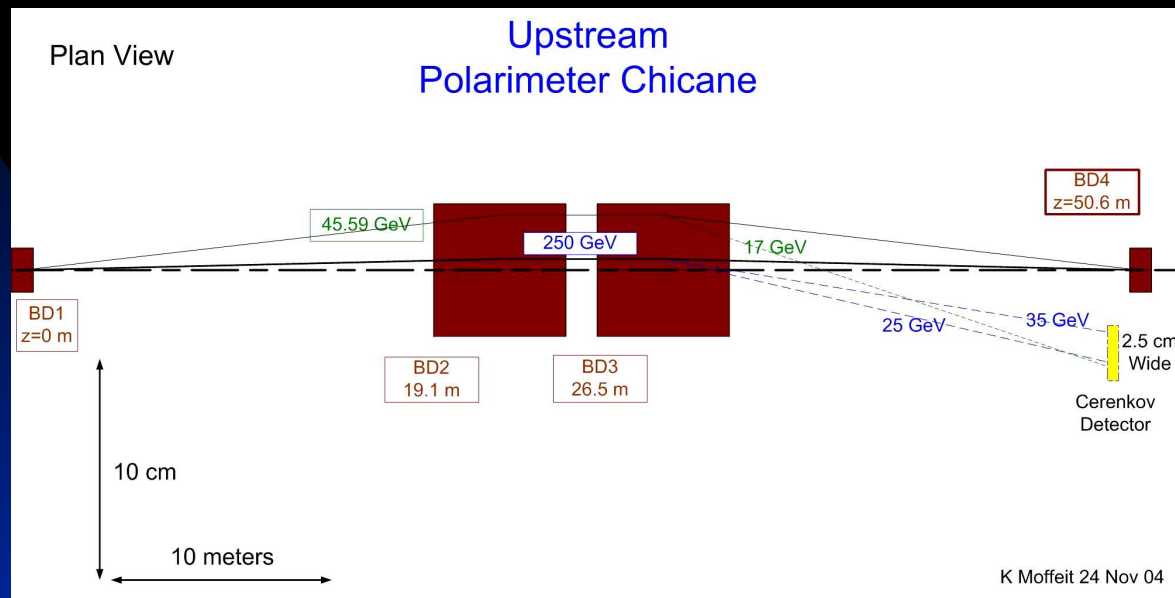 Upstream
Polarimeter Chicane
Plan View
BD4
z=50.6 m
45.59 GeV
250 GeV
17 GeV
BD1
z=0 m
25 GeV
35 GeV
2.5 cm
Wide
BD2
19.1 m
BD3
26.5 m
Cerenkov
Detector
10 cm
10 meters
K Moffeit 24 Nov 04